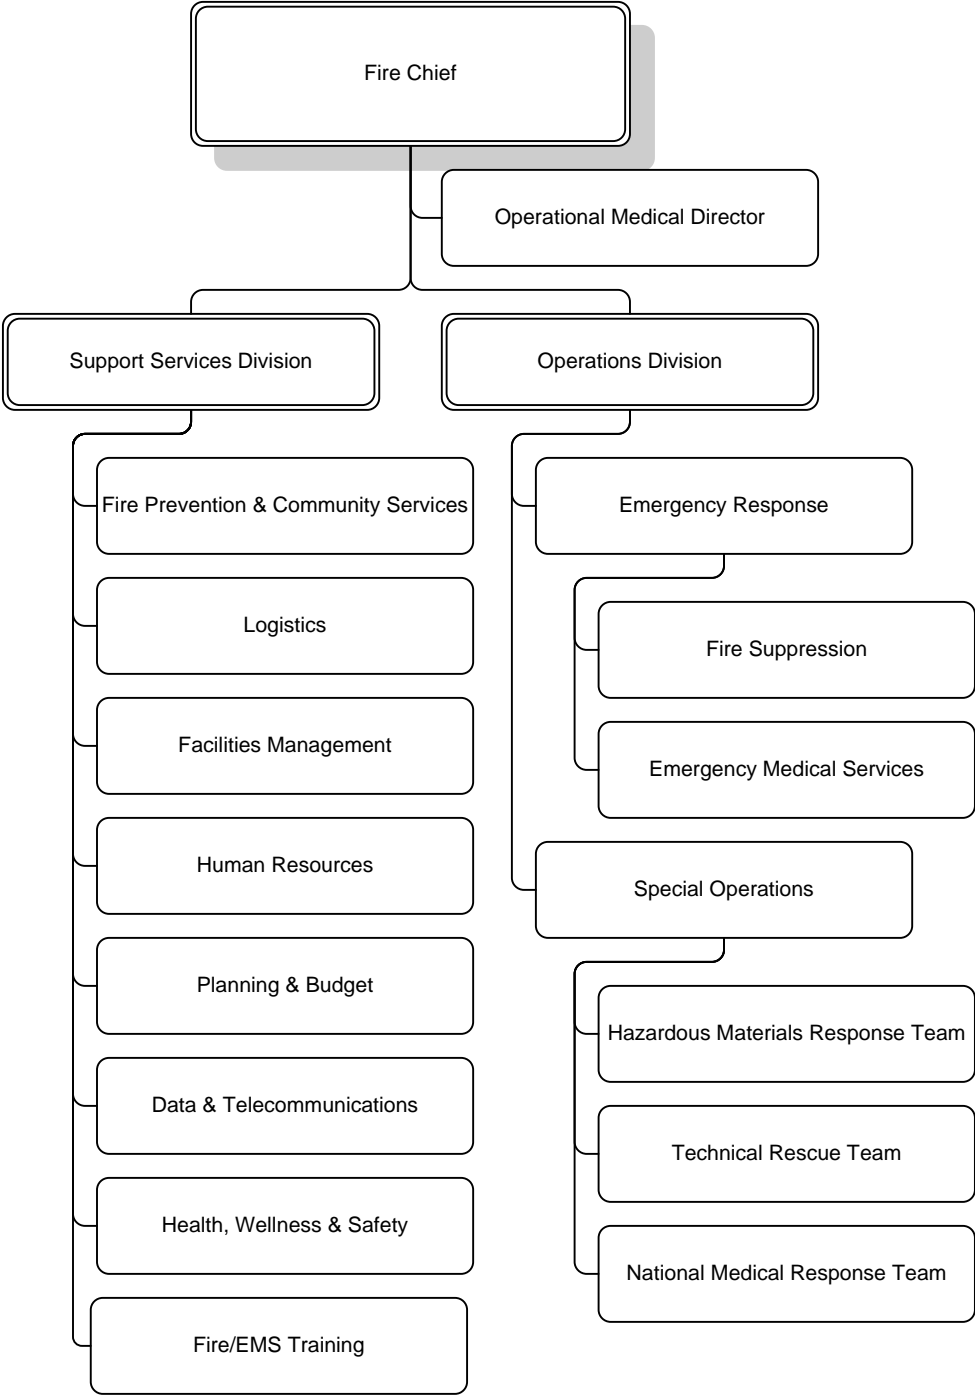 Fire Chief
Operational Medical Director
Support Services Division
Operations Division
Fire Prevention & Community Services
Logistics
Facilities Management
Human Resources
Planning & Budget
Data & Telecommunications
Health, Wellness & Safety
Fire/EMS Training
Emergency Response
Fire Suppression
Emergency Medical Services
Special Operations
Hazardous Materials Response Team
Technical Rescue Team
National Medical Response Team